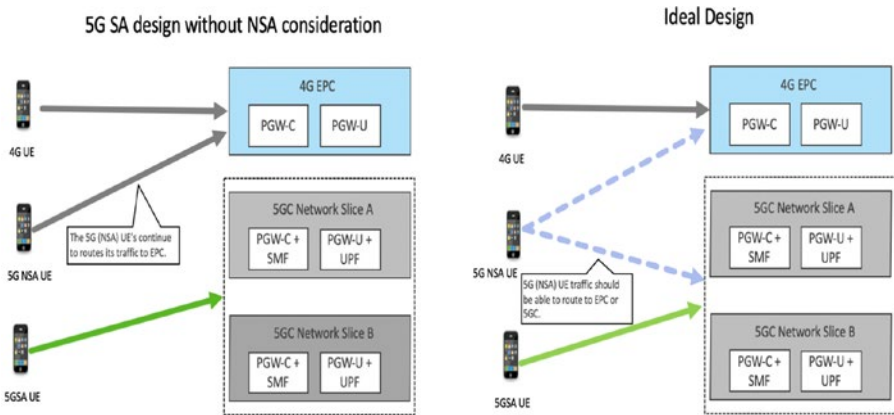 5G SA design without NSA consideration
4G UE
4G EPC
PGW-C
PGW-U
5G NSA UE
The 5G (NSA) UE's continue
to routes its traffic to EPC.
5GC Network Slice A
PGW-C +
SMF
PGW-U +
UPF
5GSA UE
5GC Network Slice B
PGW-C +
SMF
PGW-U +
UPF
Ideal Design
4G UE
4G EPC
PGW-C
PGW-U
5G NSA UE
5G (NSA) UE traffic should
be able to route to EPC or
5GC.
5GC Network Slice A
PGW-C +
SMF
PGW-U +
UPF
5GSA UE
5GC Network Slice B
PGW-C +
SMF
PGW-U +
UPF